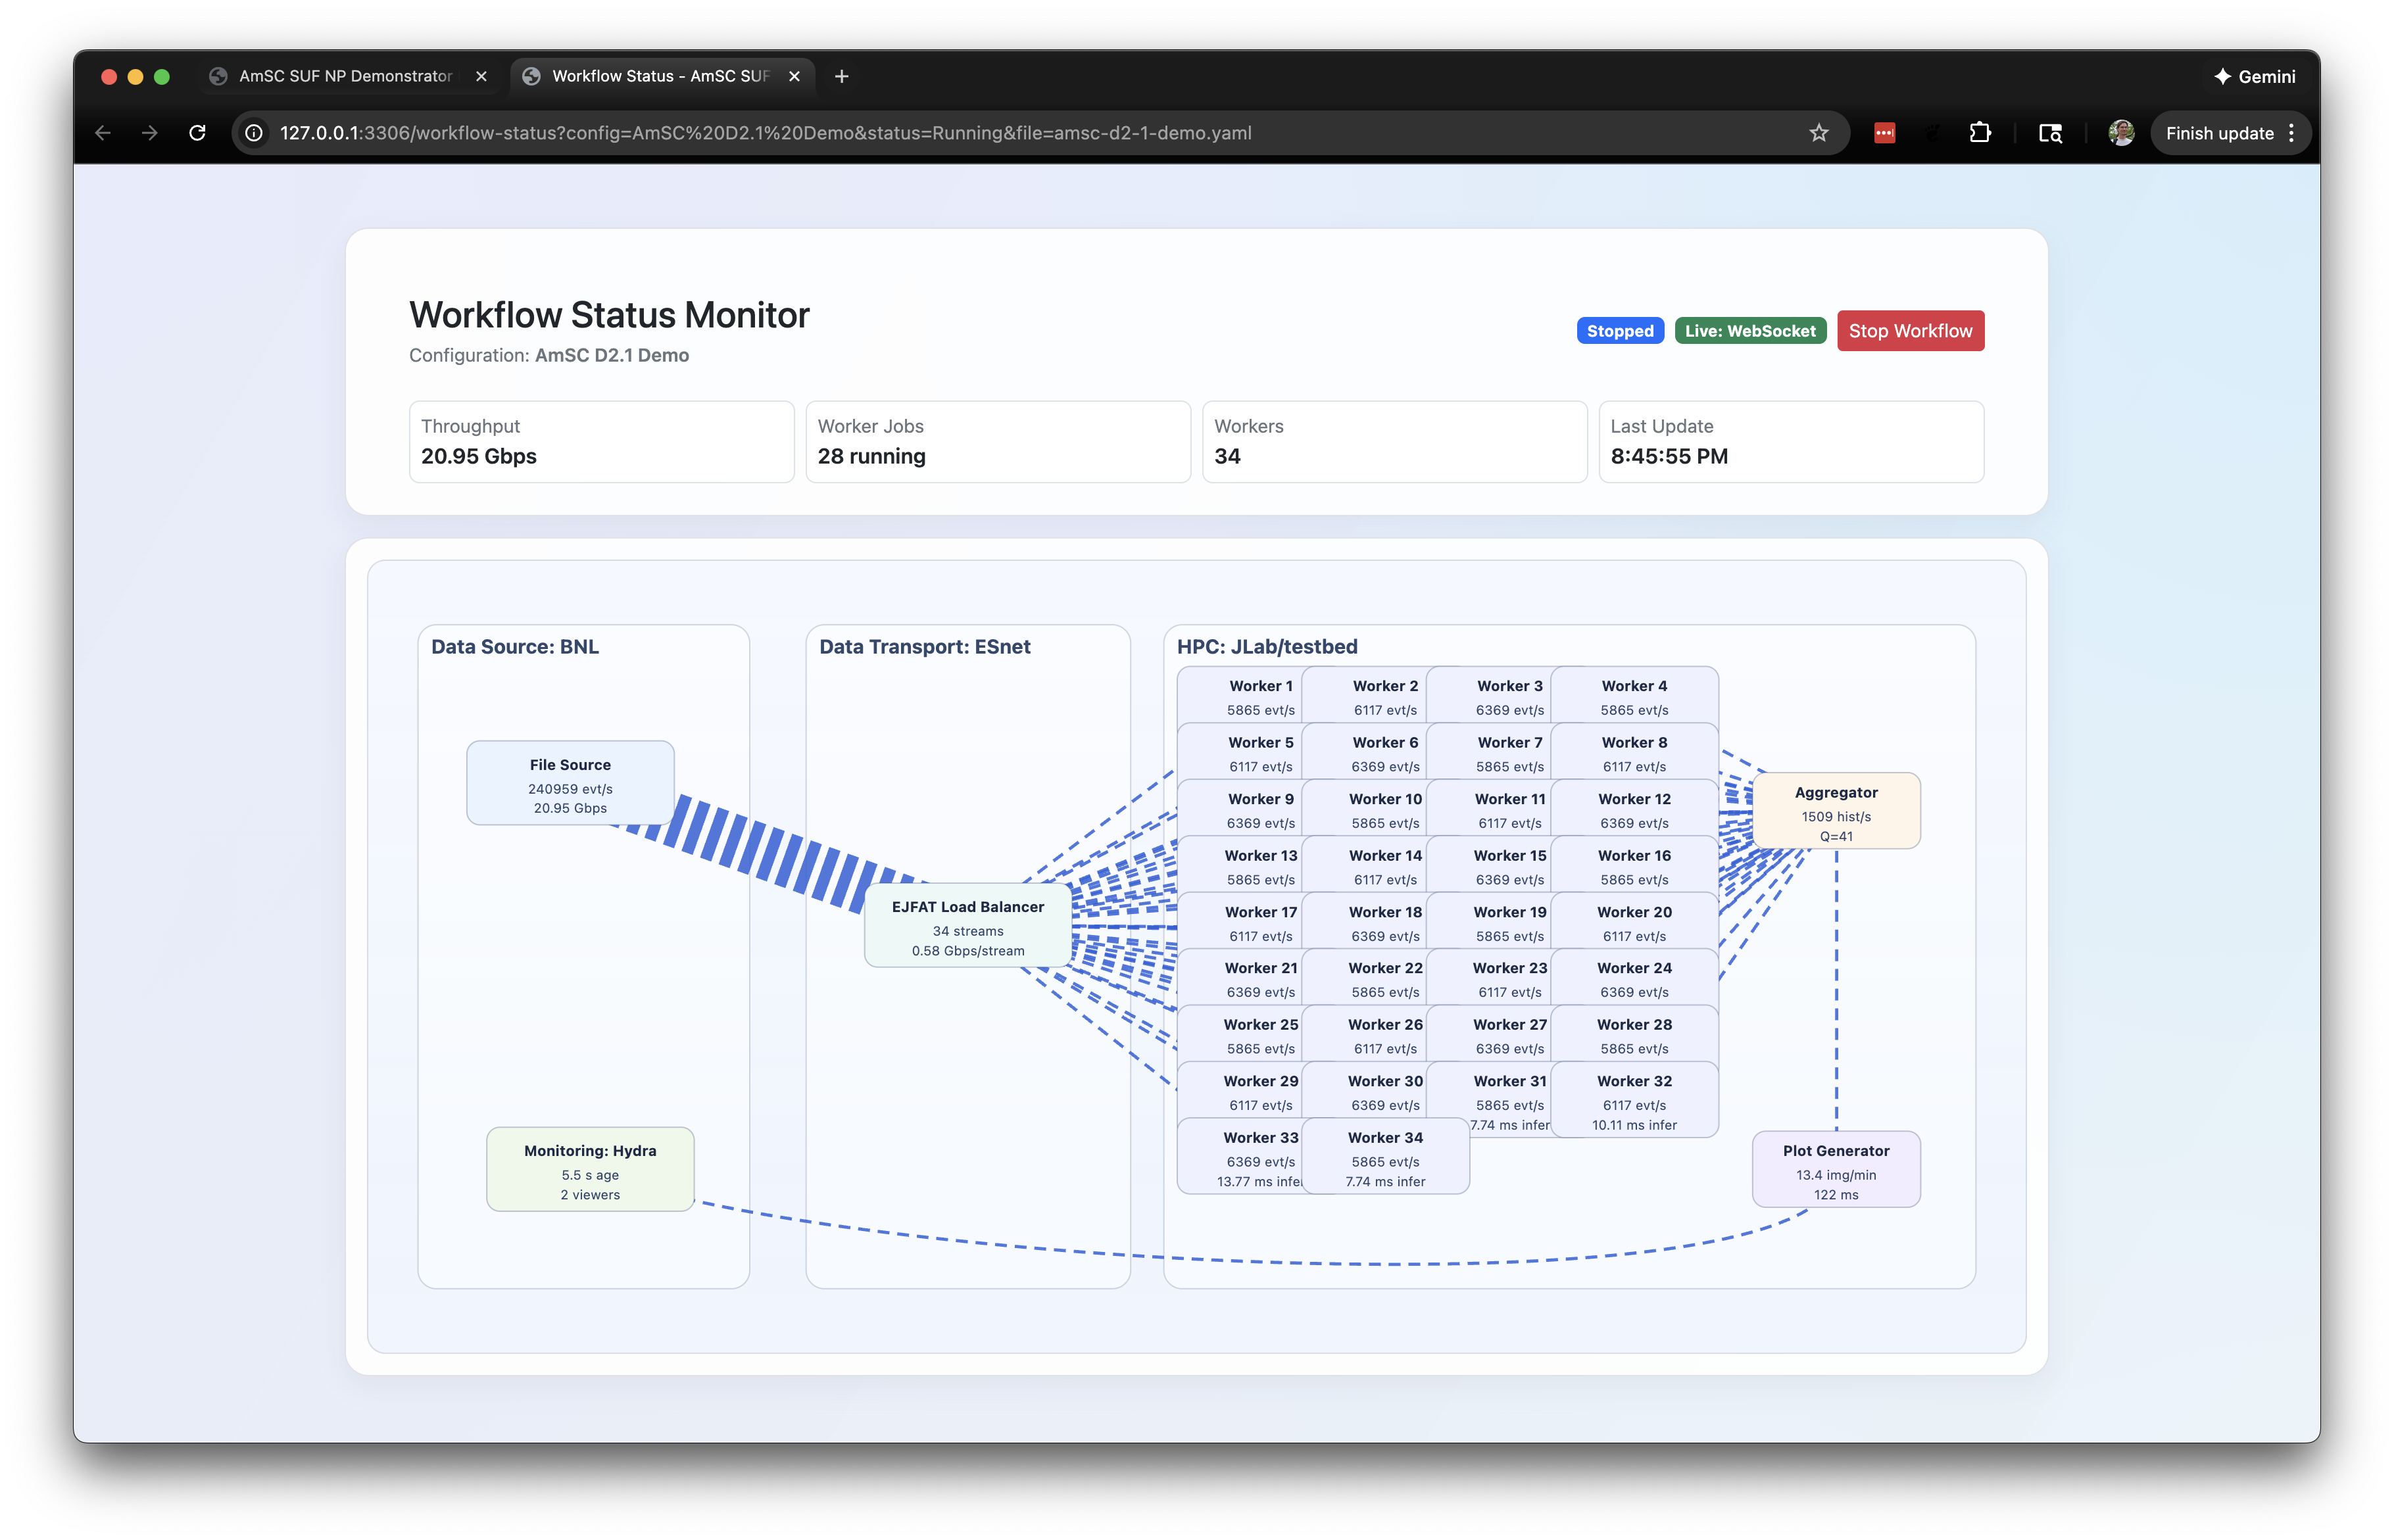 AmSC SUF NP Demonstrator
Workflow Status - AmSC SUF
Gemini
127.0.0.1:3306/workflow-status?config=AmSC%20D2.1%20Demo&status=Running&file=amsc-d2-1-demo.yaml
Finish update
Workflow Status Monitor
Configuration: AmSC D2.1 Demo
Stopped
Live: WebSocket
Stop Workflow
Throughput
20.95 Gbps
Worker Jobs
28 running
Workers
34
Last Update
8:45:55 PM
Data Source: BNL
File Source
240959 evt/s
20.95 Gbps
Monitoring: Hydra
5.5 s age
2 viewers
Data Transport: ESnet
EJFAT Load Balancer
34 streams
0.58 Gbps/stream
HPC: JLab/testbed
Worker 1
5865 evt/s
Worker 2
6117 evt/s
Worker 3
6369 evt/s
Worker 4
5865 evt/s
Worker 5
6117 evt/s
Worker 6
6369 evt/s
Worker 7
5865 evt/s
Worker 8
6117 evt/s
Worker 9
6369 evt/s
Worker 10
5865 evt/s
Worker 11
6117 evt/s
Worker 12
6369 evt/s
Worker 13
5865 evt/s
Worker 14
6117 evt/s
Worker 15
6369 evt/s
Worker 16
5865 evt/s
Worker 17
6117 evt/s
Worker 18
6369 evt/s
Worker 19
5865 evt/s
Worker 20
6117 evt/s
Worker 21
6369 evt/s
Worker 22
5865 evt/s
Worker 23
6117 evt/s
Worker 24
6369 evt/s
Worker 25
5865 evt/s
Worker 26
6117 evt/s
Worker 27
6369 evt/s
Worker 28
5865 evt/s
Worker 29
6117 evt/s
Worker 30
6369 evt/s
Worker 31
5865 evt/s
7.74 ms infer
Worker 32
6117 evt/s
10.11 ms infer
Worker 33
6369 evt/s
13.77 ms infer
Worker 34
5865 evt/s
7.74 ms infer
Aggregator
1509 hist/s
Q=41
Plot Generator
13.4 img/min
122 ms